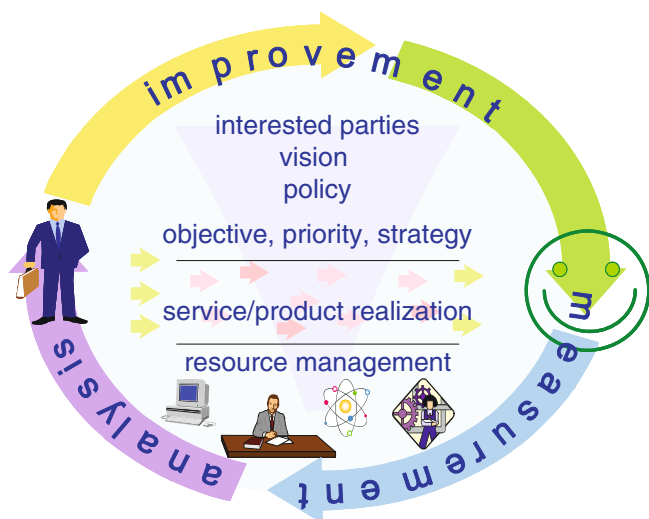 improvement
interested parties
vision
policy
objective, priority, strategy
service/product realization
resource management
measurement
analysis